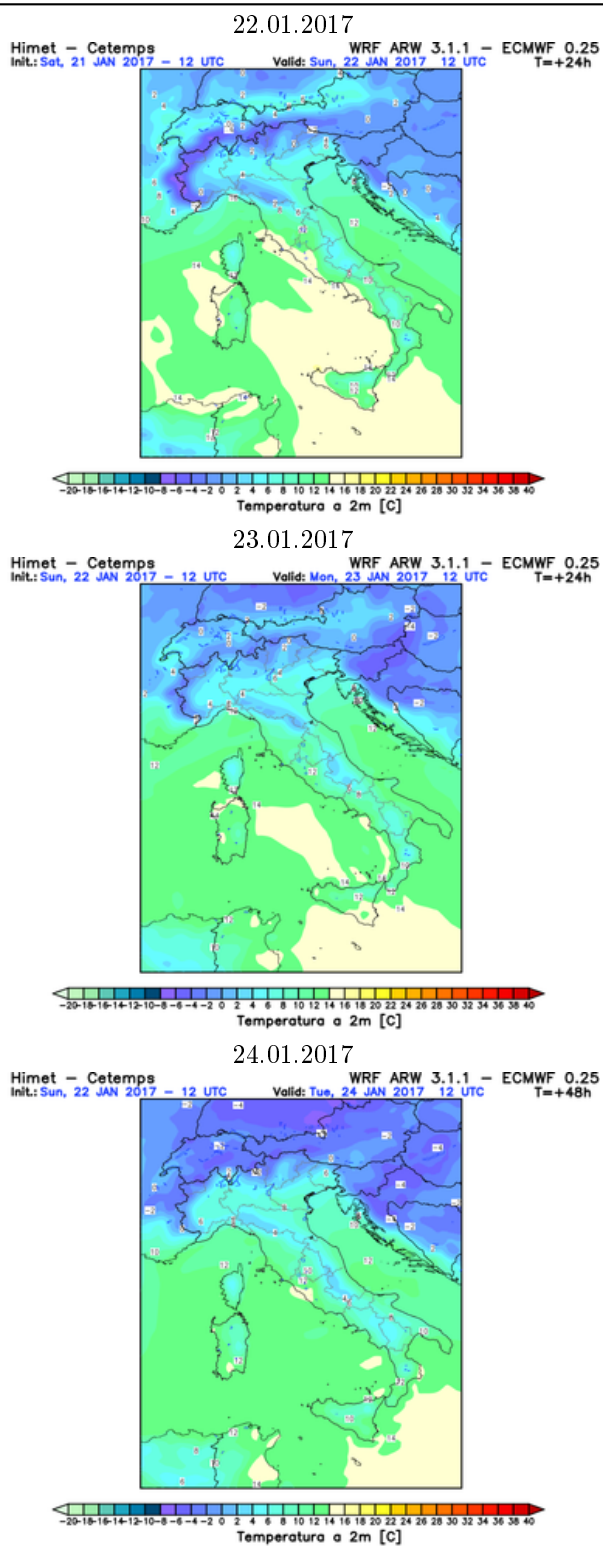 22.01.2017
Himet – Cetemps WRF ARW 3.1.1 – ECMWF 0.25
Init.: Sat, 21 JAN 2017 – 12 UTC Valid: Sun, 22 JAN 2017 12 UTC T=+24h
-20-18-16-14-12-10-8 -6 -4 -2 0 2 4 6 8 10 12 14 16 18 20 22 24 26 28 30 32 34 36 38 40
Temperatura a 2m [C]
23.01.2017
Himet – Cetemps WRF ARW 3.1.1 – ECMWF 0.25
Init.: Sun, 22 JAN 2017 – 12 UTC Valid: Mon, 23 JAN 2017 12 UTC T=+24h
-20-18-16-14-12-10-8 -6 -4 -2 0 2 4 6 8 10 12 14 16 18 20 22 24 26 28 30 32 34 36 38 40
Temperatura a 2m [C]
24.01.2017
Himet – Cetemps WRF ARW 3.1.1 – ECMWF 0.25
Init.: Sun, 22 JAN 2017 – 12 UTC Valid: Tue, 24 JAN 2017 12 UTC T=+48h
-20-18-16-14-12-10-8 -6 -4 -2 0 2 4 6 8 10 12 14 16 18 20 22 24 26 28 30 32 34 36 38 40
Temperatura a 2m [C]